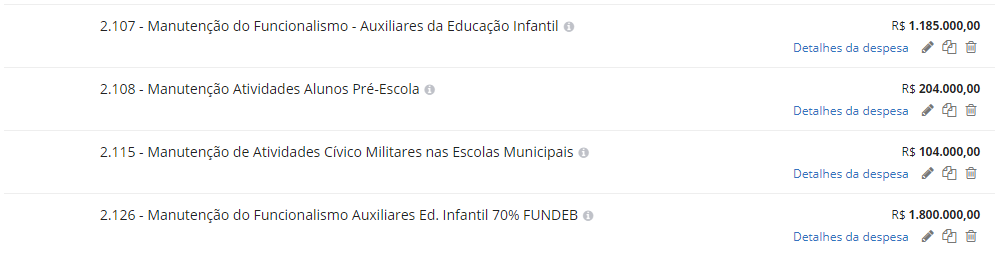 2.107 - Manutenção do Funcionalismo - Auxiliares da Educação Infantil R$ 1.185.000,00
Detalhes da despesa
2.108 - Manutenção Atividades Alunos Pré-Escola R$ 204.000,00
Detalhes da despesa
2.115 - Manutenção de Atividades Cívico Militares nas Escolas Municipais R$ 104.000,00
Detalhes da despesa
2.126 - Manutenção do Funcionalismo Auxiliares Ed. Infantil 70% FUNDEB R$ 1.800.000,00
Detalhes da despesa